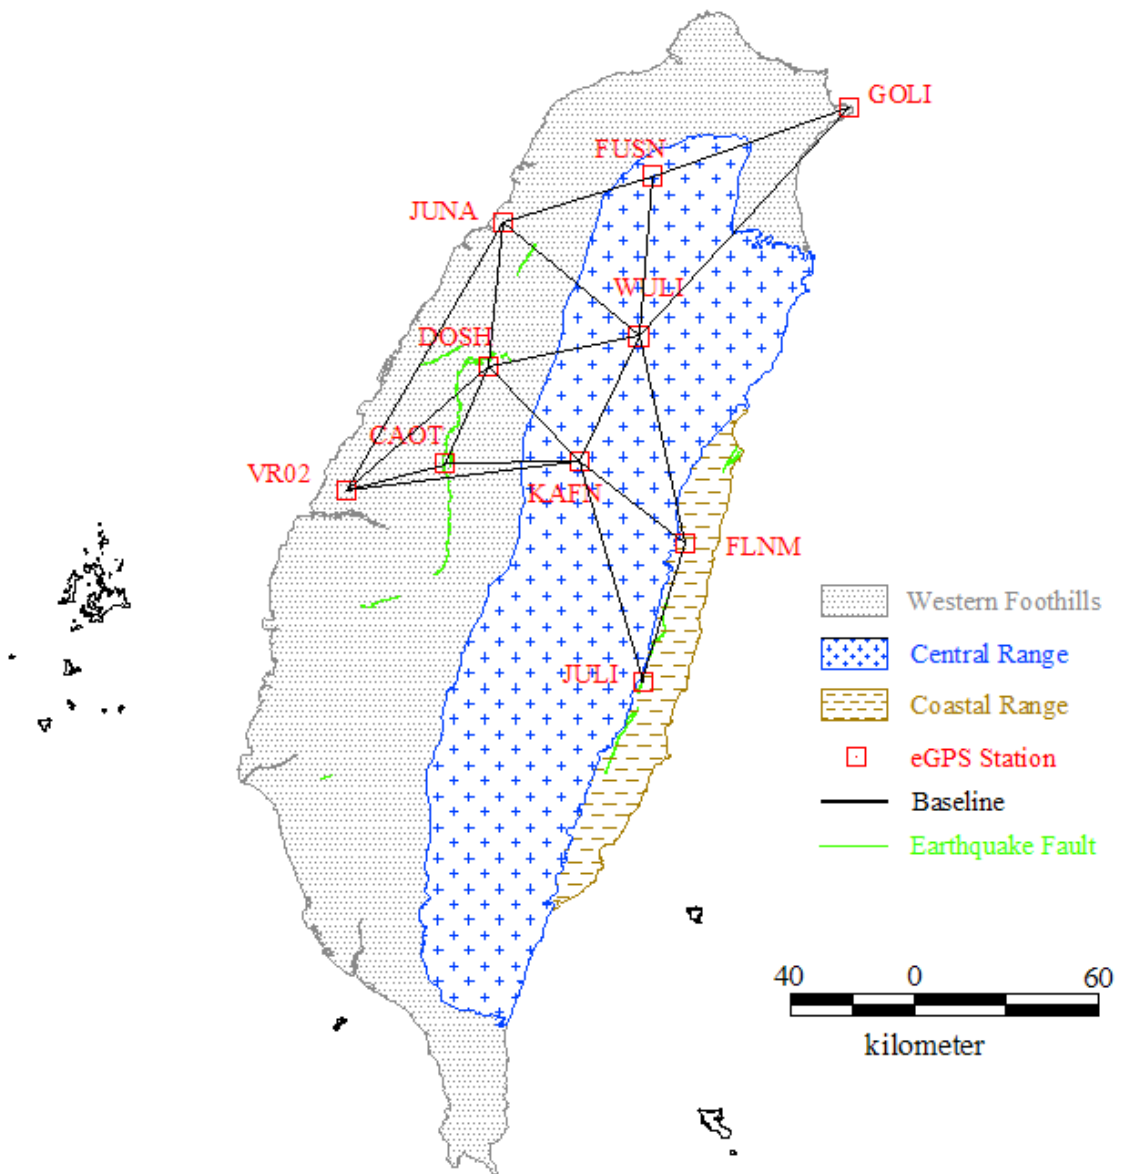 GOLI
FUSN
JUNA
WULI
DOSH
CAOT
VR02
KAFN
FLNM
JULI
Western Foothills
Central Range
Coastal Range
eGPS Station
Baseline
Earthquake Fault
40 0 60
kilometer